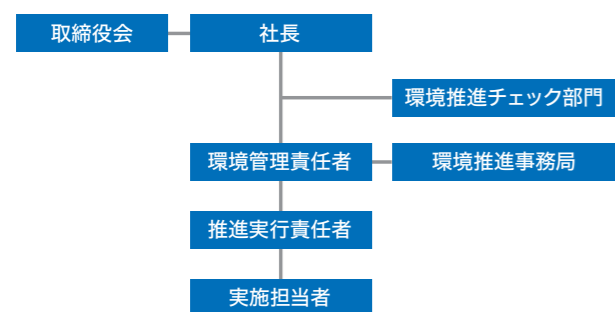 取締役会
社長
環境推進チェック部門
環境管理責任者
環境推進事務局
推進実行責任者
実施担当者